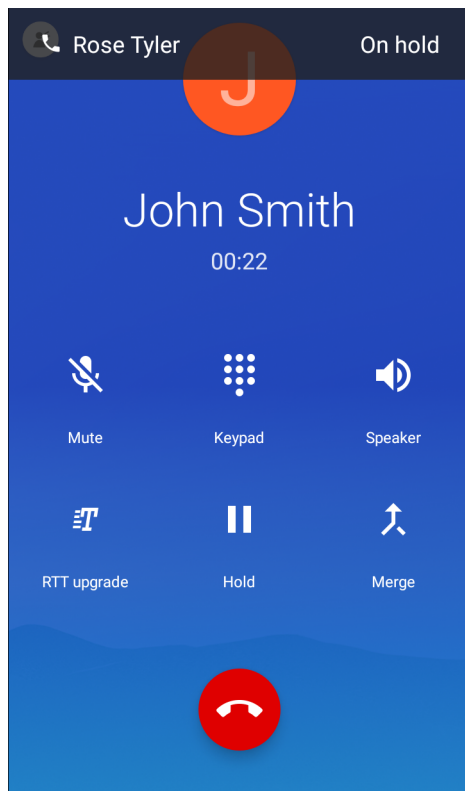 Rose Tyler On hold
J
John Smith
00:22
Mute Keypad Speaker
RTT upgrade Hold Merge